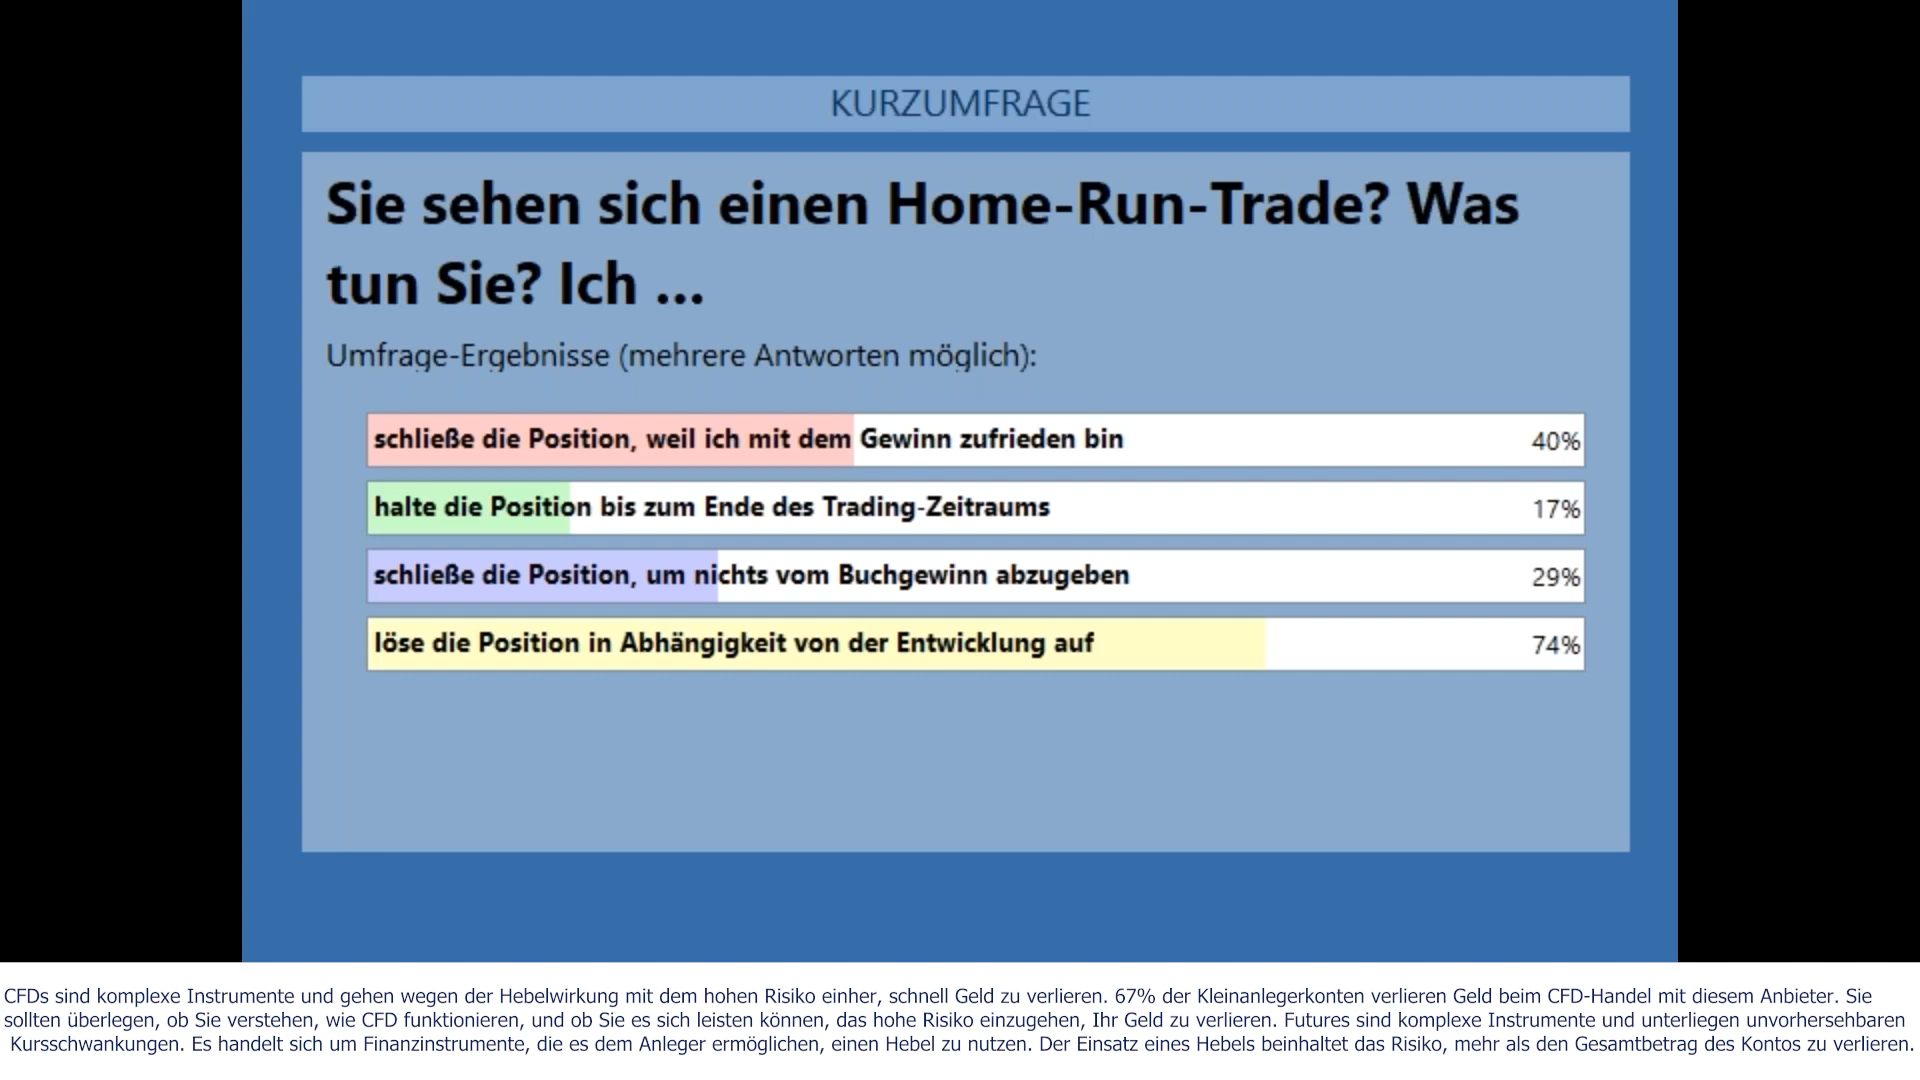 KURZUMFRAGE
Sie sehen sich einen Home-Run-Trade? Was
tun Sie? Ich ...
Umfrage-Ergebnisse (mehrere Antworten möglich):
schließe die Position, weil ich mit dem Gewinn zufrieden bin 40%
halte die Position bis zum Ende des Trading-Zeitraums 17%
schließe die Position, um nichts vom Buchgewinn abzugeben 29%
löse die Position in Abhängigkeit von der Entwicklung auf 74%
CFDs sind komplexe Instrumente und gehen wegen der Hebelwirkung mit dem hohen Risiko einher, schnell Geld zu verlieren. 67% der Kleinanlegerkonten verlieren Geld beim CFD-Handel mit diesem Anbieter. Sie
sollten überlegen, ob Sie verstehen, wie CFD funktionieren, und ob Sie es sich leisten können, das hohe Risiko einzugehen, Ihr Geld zu verlieren. Futures sind komplexe Instrumente und unterliegen unvorhersehbaren
Kursschwankungen. Es handelt sich um Finanzinstrumente, die es dem Anleger ermöglichen, einen Hebel zu nutzen. Der Einsatz eines Hebels beinhaltet das Risiko, mehr als den Gesamtbetrag des Kontos zu verlieren.